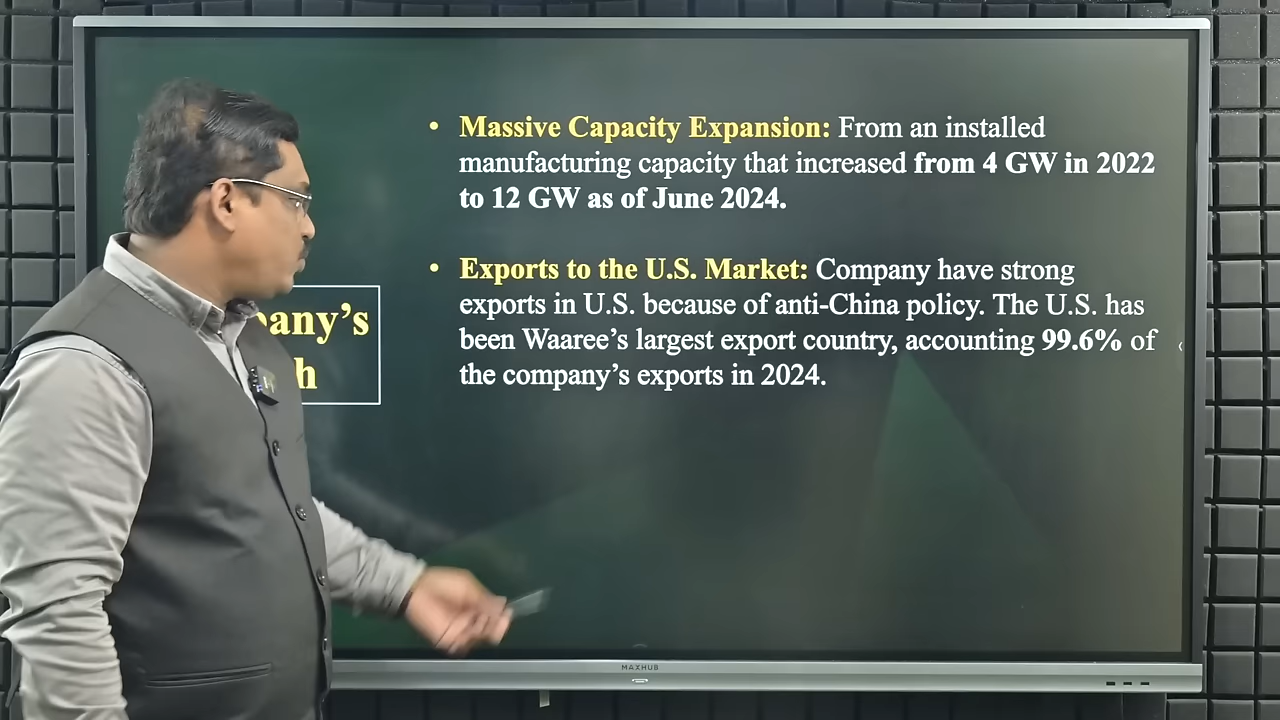 • Massive Capacity Expansion: From an installed
manufacturing capacity that increased from 4 GW in 2022
to 12 GW as of June 2024.
• Exports to the U.S. Market: Company have strong
exports in U.S. because of anti-China policy. The U.S. has
been Waaree’s largest export country, accounting 99.6% of
the company’s exports in 2024.
MAXHUB